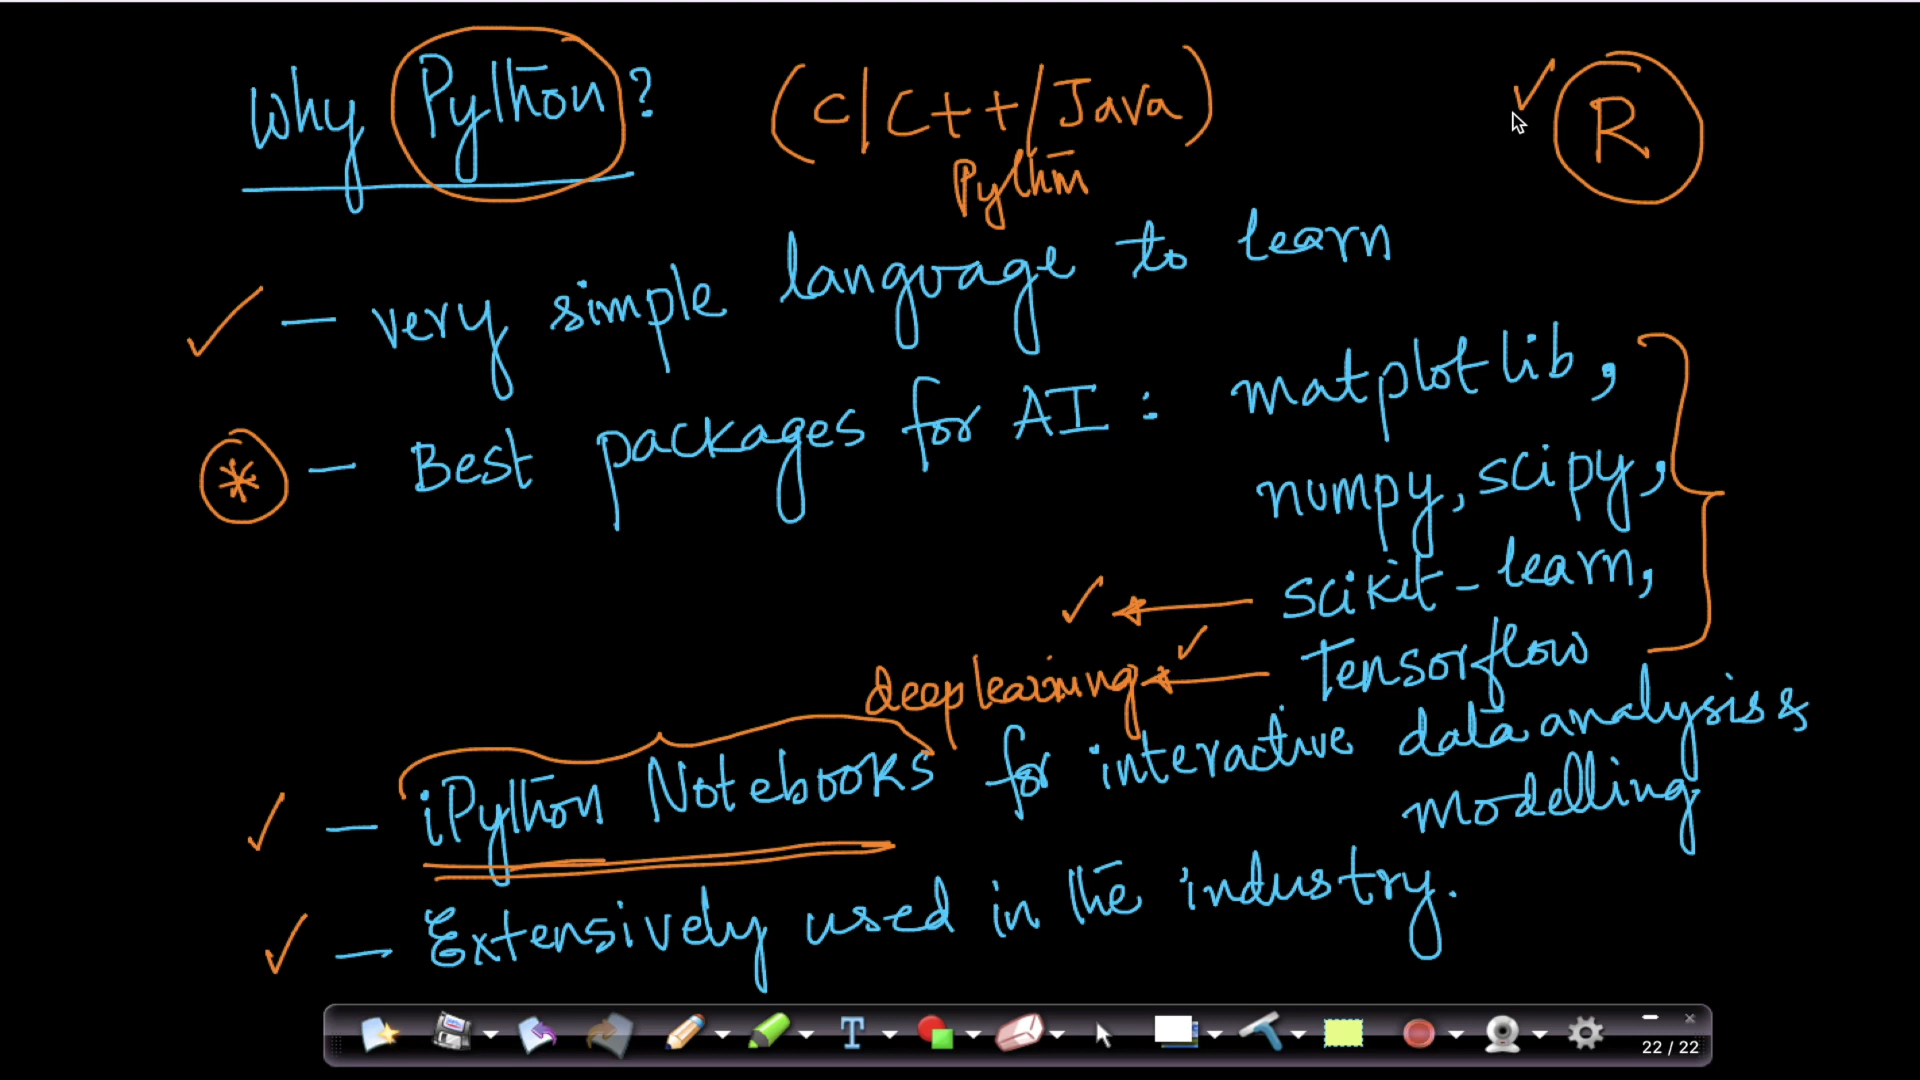 Why Python? (C/C++/Java) R
Python
- very simple language to learn
* - Best packages for AI: matplotlib,
numpy, scipy,
scikit-learn,
deep learning Tensorflow
- iPython Notebooks for interactive data analysis &
modelling
- Extensively used in the industry.
T
22 / 22